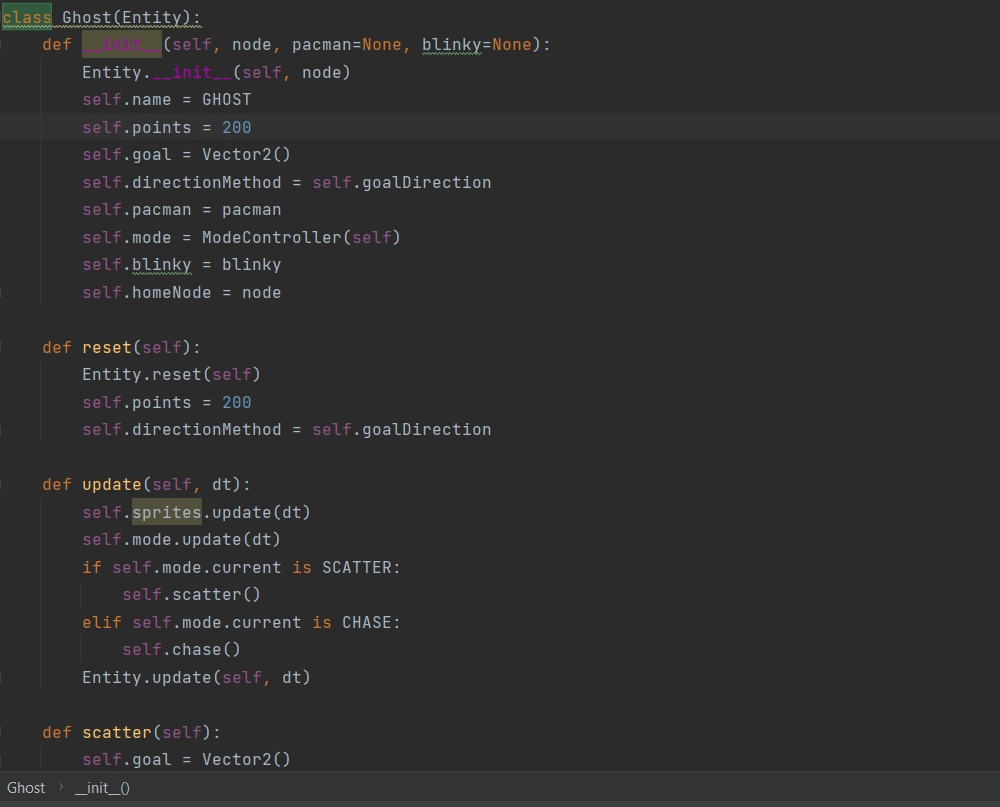 class Ghost(Entity):
    def __init__(self, node, pacman=None, blinky=None):
        Entity.__init__(self, node)
        self.name = GHOST
        self.points = 200
        self.goal = Vector2()
        self.directionMethod = self.goalDirection
        self.pacman = pacman
        self.mode = ModeController(self)
        self.blinky = blinky
        self.homeNode = node
    def reset(self):
        Entity.reset(self)
        self.points = 200
        self.directionMethod = self.goalDirection
    def update(self, dt):
        self.sprites.update(dt)
        self.mode.update(dt)
        if self.mode.current is SCATTER:
            self.scatter()
        elif self.mode.current is CHASE:
            self.chase()
        Entity.update(self, dt)
    def scatter(self):
        self.goal = Vector2()
Ghost › __init__()